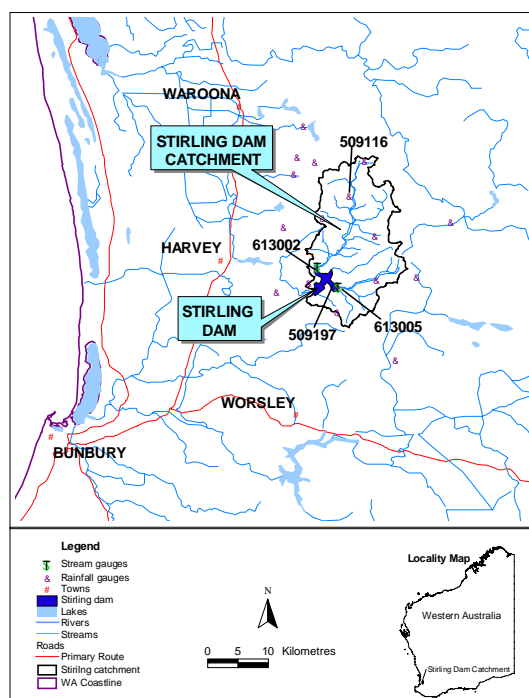 WAROONA
STIRLING DAM
CATCHMENT
509116
613002
HARVEY
STIRLING
DAM
509197
613005
WORSLEY
BUNBURY
Legend
Stream gauges
Rainfall gauges
Towns
Stirling dam
Lakes
Rivers
Streams
Roads
Primary Route
Stirilng catchment
WA Coastline
N
0 5 10 Kilometres
Locality Map
Western Australia
Stirling Dam Catchment